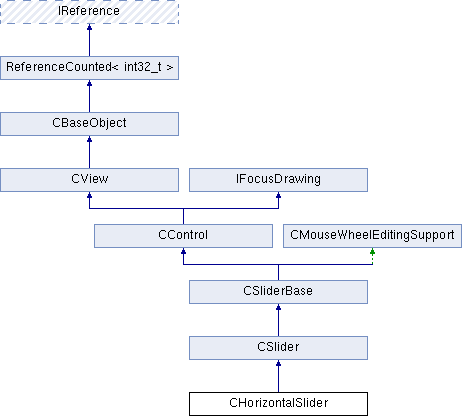 IReference
ReferenceCounted< int32_t >
CBaseObject
CView
IFocusDrawing
CControl
CMouseWheelEditingSupport
CSliderBase
CSlider
CHorizontalSlider